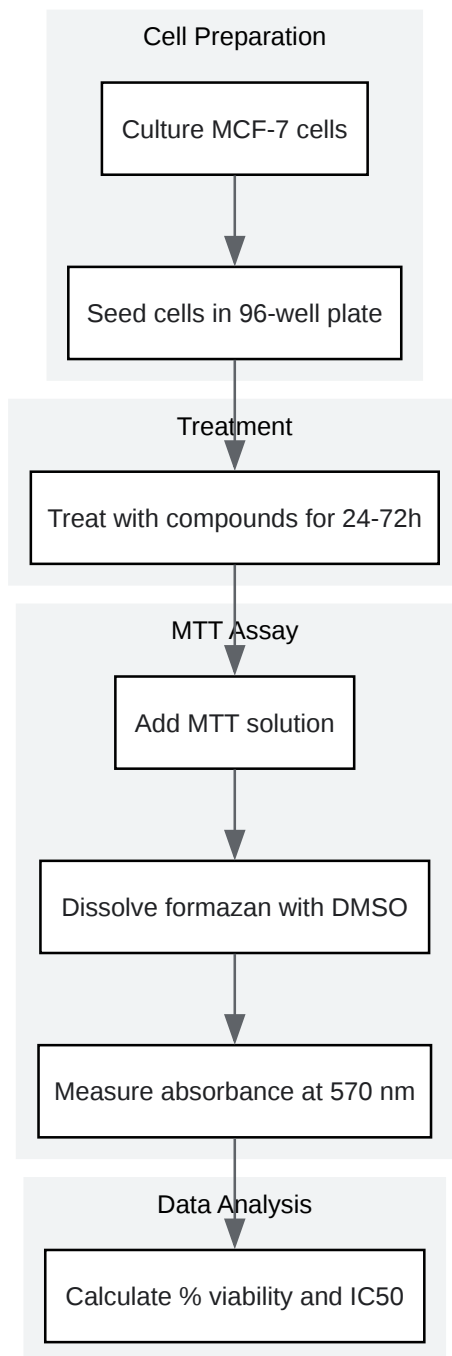 Cell Preparation
Culture MCF-7 cells
Seed cells in 96-well plate
Treatment
Treat with compounds for 24-72h
MTT Assay
Add MTT solution
Dissolve formazan with DMSO
Measure absorbance at 570 nm
Data Analysis
Calculate % viability and IC50